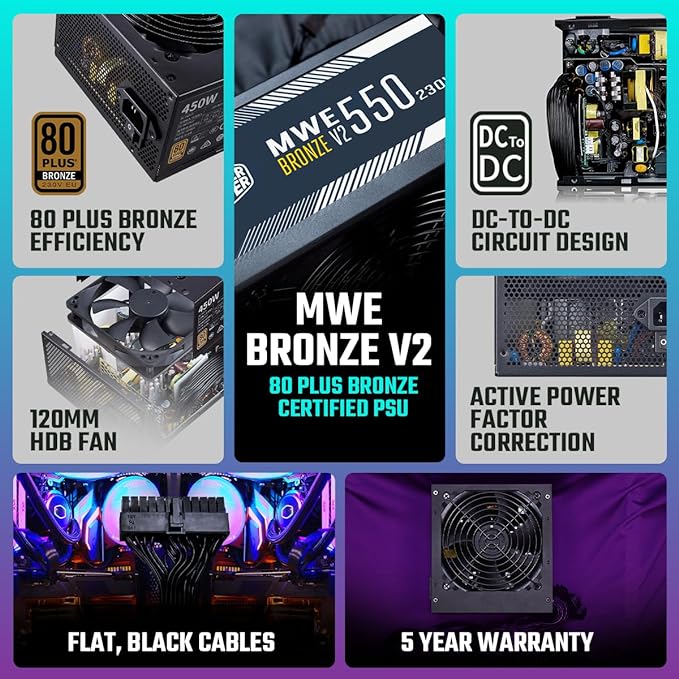 450W
80
PLUS
BRONZE
230V EU
80 PLUS BRONZE
EFFICIENCY
MWE 550 230V
BRONZE V2
MWE
BRONZE V2
80 PLUS BRONZE
CERTIFIED PSU
DC TO
DC
DC-TO-DC
CIRCUIT DESIGN
450W
120MM
HDB FAN
ACTIVE POWER
FACTOR
CORRECTION
FLAT, BLACK CABLES
5 YEAR WARRANTY